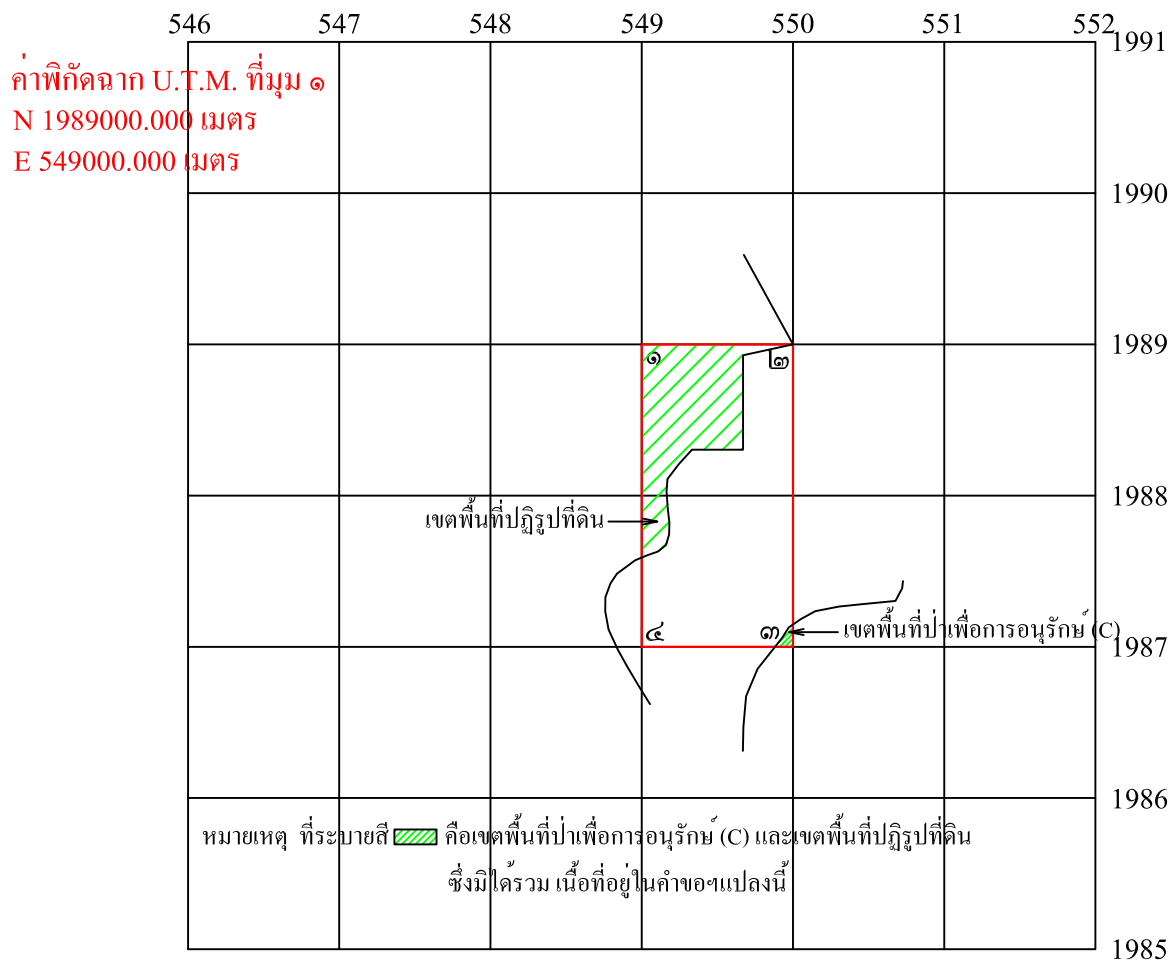 546 547 548 549 550 551 552
1991
ค่าพิกัดฉาก U.T.M. ที่มุม ๑
N 1989000.000 เมตร
E 549000.000 เมตร
1990
1989
๑
๒
1988
เขตพื้นที่ปฏิรูปที่ดิน
๔
๓
เขตพื้นที่ป่าเพื่อการอนุรักษ์ (C)
1987
1986
หมายเหตุ ที่ระบายสี คือเขตพื้นที่ป่าเพื่อการอนุรักษ์ (C) และเขตพื้นที่ปฏิรูปที่ดิน
ซึ่งมิได้รวม เนื้อที่อยู่ในคำขอฯแปลงนี้
1985